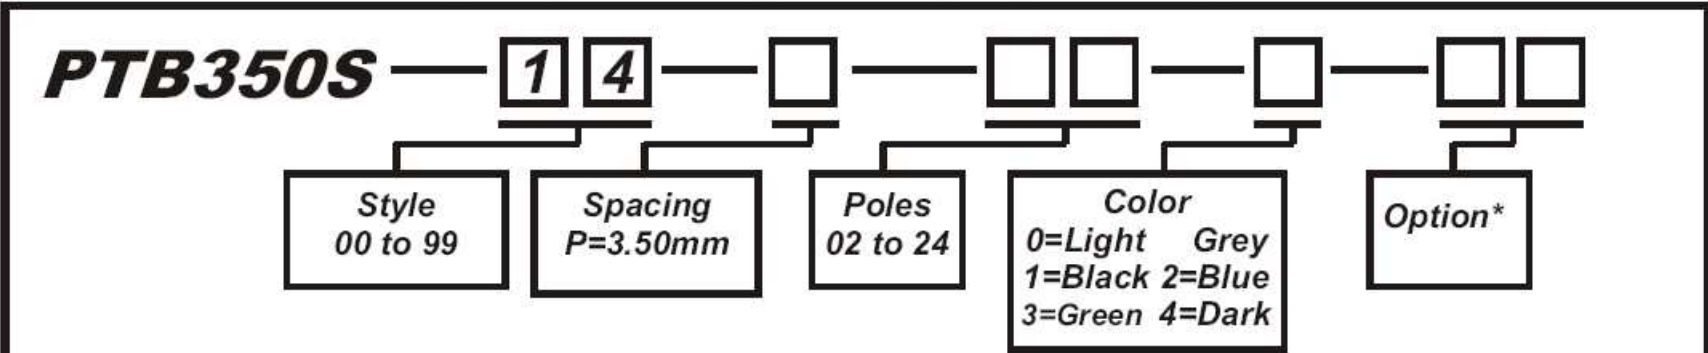 PTB350S 1 4
Style
00 to 99
Spacing
P=3.50mm
Poles
02 to 24
Color
0=Light Grey
1=Black 2=Blue
3=Green 4=Dark
Option*